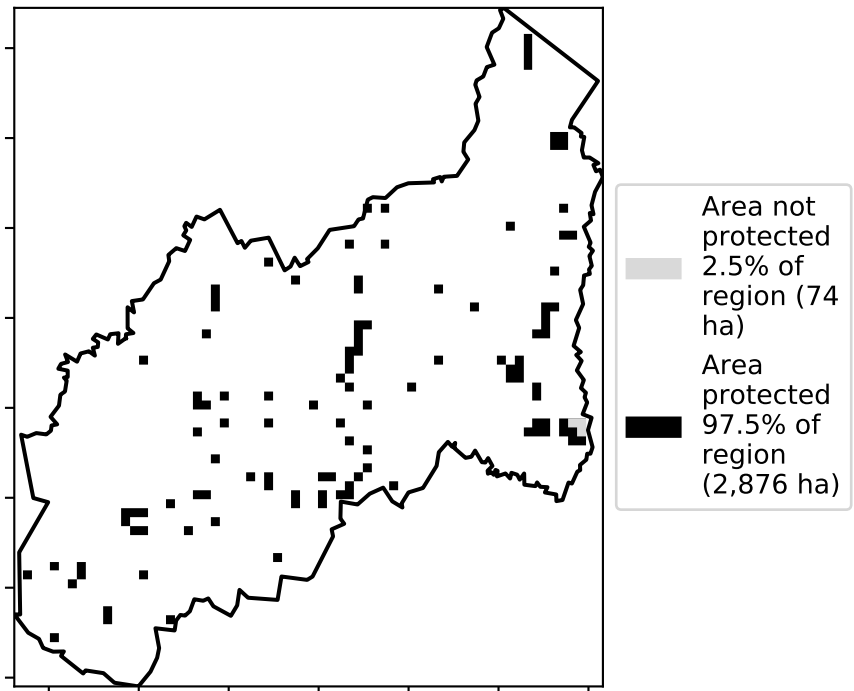 Area not
protected
2.5% of
region (74
ha)
Area
protected
97.5% of
region
(2,876 ha)